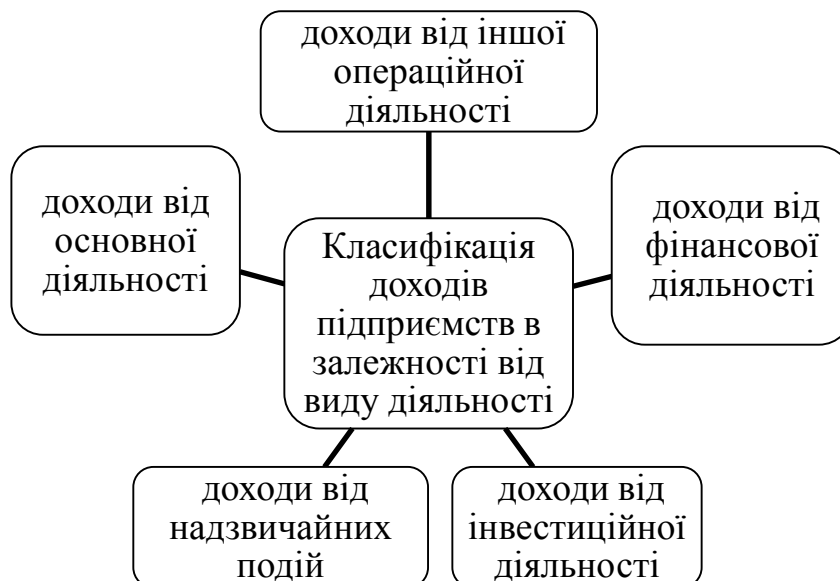 доходи від іншої
операційної
діяльності
доходи від
основної
діяльності
Класифікація
доходів
підприємств в
залежності від
виду діяльності
доходи від
фінансової
діяльності
доходи від
надзвичайних
подій
доходи від
інвестиційної
діяльності